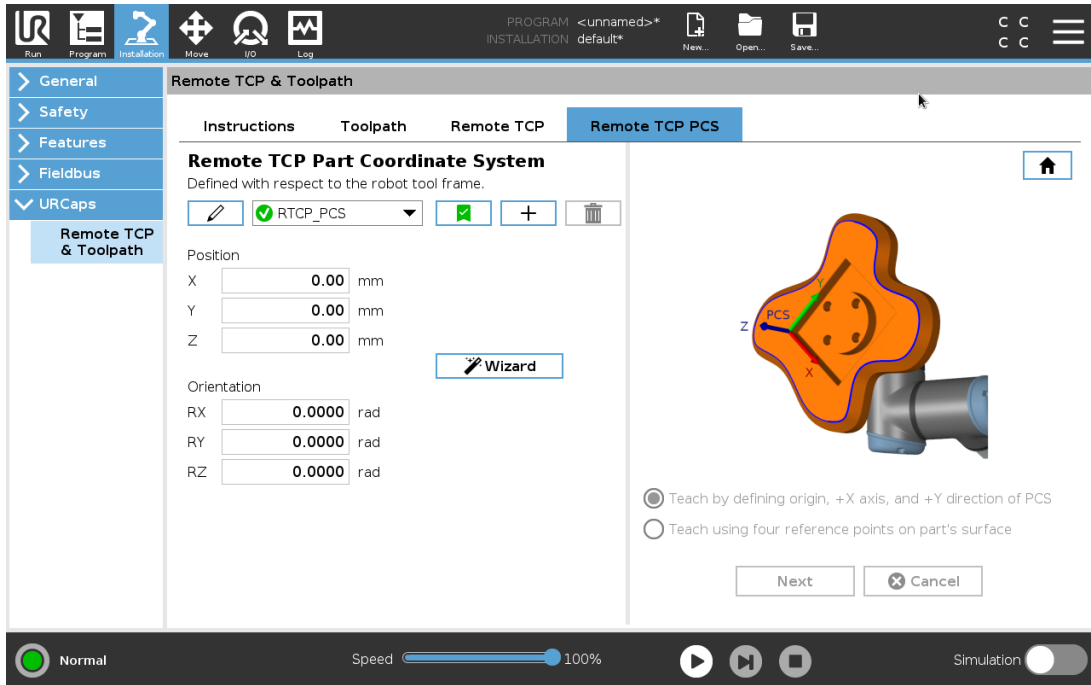 PROGRAM <unnamed>*
INSTALLATION default*
Run Program Installation Move I/O Log New... Open... Save...
C C
C C
General
Safety
Features
Fieldbus
URCaps
Remote TCP
& Toolpath
Remote TCP & Toolpath
Instructions Toolpath Remote TCP Remote TCP PCS
Remote TCP Part Coordinate System
Defined with respect to the robot tool frame.
RTCP_PCS
Position
X 0.00 mm
Y 0.00 mm
Z 0.00 mm
Wizard
Orientation
RX 0.0000 rad
RY 0.0000 rad
RZ 0.0000 rad
Y
PCS
Z
X
Teach by defining origin, +X axis, and +Y direction of PCS
Teach using four reference points on part's surface
Next Cancel
Normal Speed 100% Simulation